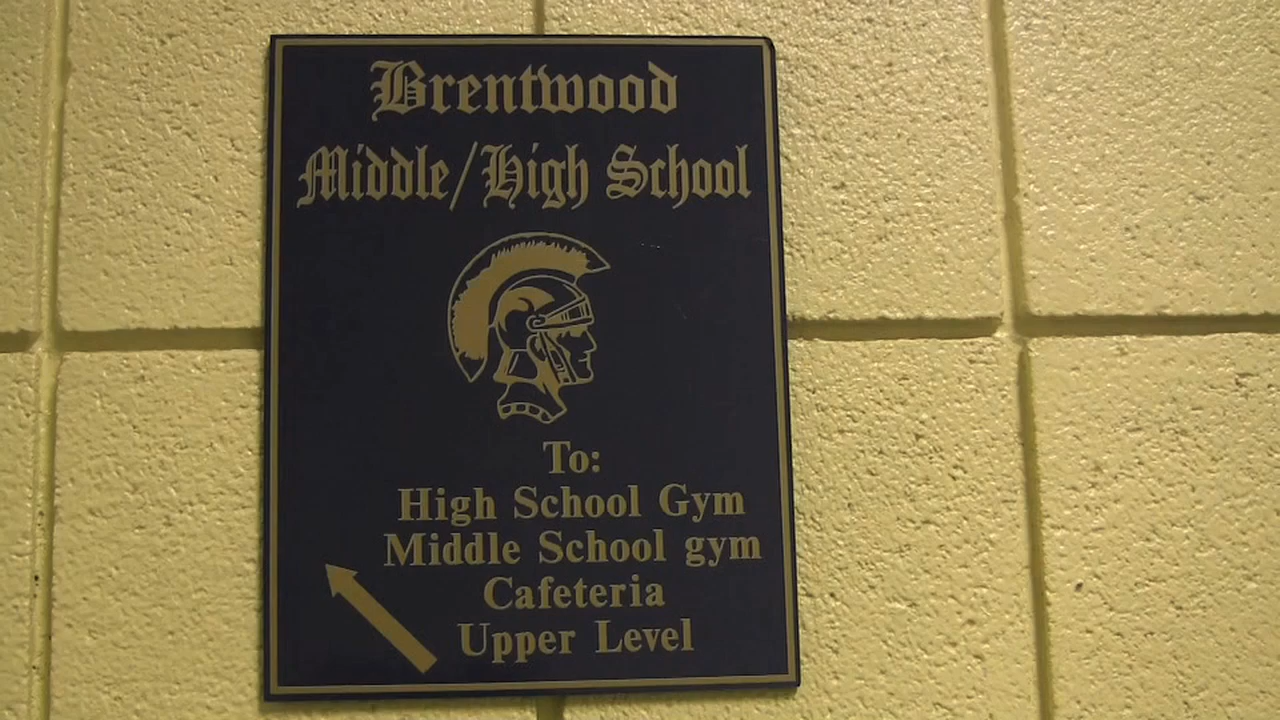 Brentwood
Middle/High School
To:
High School Gym
Middle School gym
Cafeteria
Upper Level